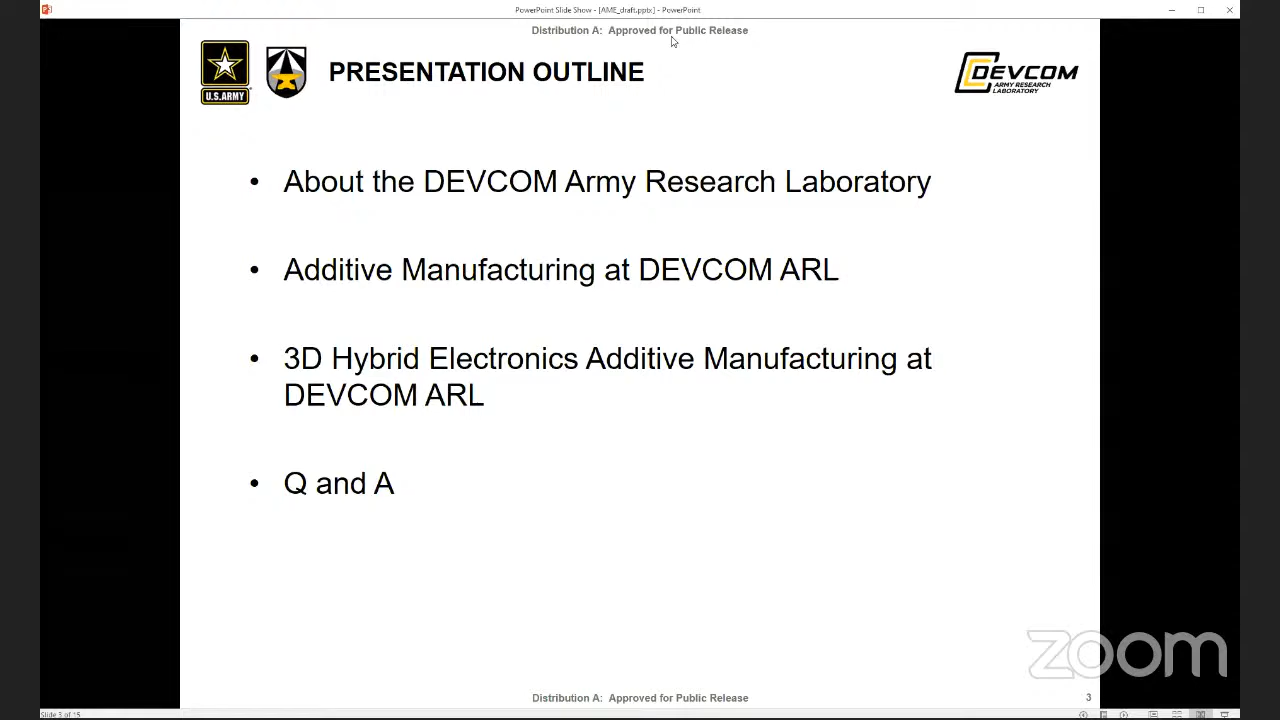 PowerPoint Slide Show - [AME_draft.pptx] - PowerPoint
Distribution A: Approved for Public Release
U.S. ARMY
PRESENTATION OUTLINE
DEVCOM
ARMY RESEARCH
LABORATORY
• About the DEVCOM Army Research Laboratory
• Additive Manufacturing at DEVCOM ARL
• 3D Hybrid Electronics Additive Manufacturing at
DEVCOM ARL
• Q and A
zoom
Distribution A: Approved for Public Release
3
Slide 3 of 15